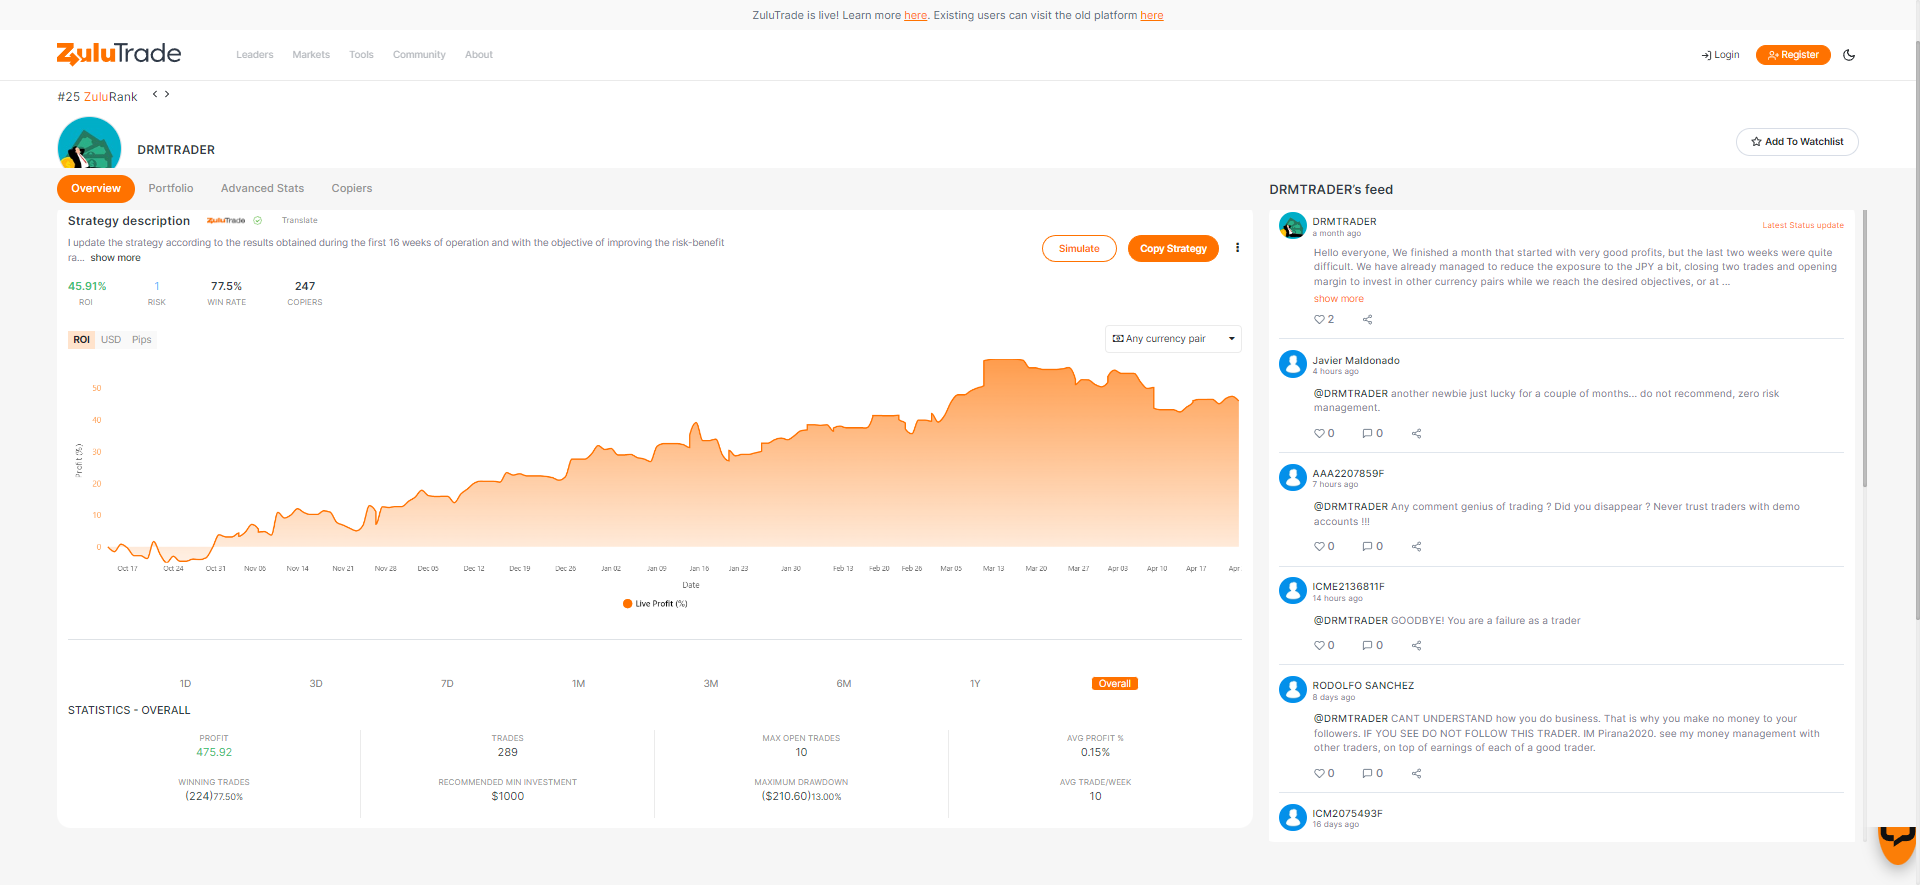 ZuluTrade is live! Learn more here. Existing users can visit the old platform here
ZuluTrade
Leaders Markets Tools Community About
Login
Register
#25 ZuluRank
DRMTRADER
Add To Watchlist
Overview Portfolio Advanced Stats Copiers
Strategy description ZuluTrade Translate
I update the strategy according to the results obtained during the first 16 weeks of operation and with the objective of improving the risk-benefit
ra... show more
Simulate
Copy Strategy
45.91% 1 77.5% 247
ROI RISK WIN RATE COPIERS
ROI USD Pips
Any currency pair
50
40
30
20
10
0
Profit (%)
Oct 17 Oct 24 Oct 31 Nov 06 Nov 14 Nov 21 Nov 28 Dec 05 Dec 12 Dec 19 Dec 26 Jan 02 Jan 09 Jan 16 Jan 23 Jan 30 Feb 13 Feb 20 Feb 26 Mar 05 Mar 13 Mar 20 Mar 27 Apr 03 Apr 10 Apr 17 Apr
Date
Live Profit (%)
1D 3D 7D 1M 3M 6M 1Y Overall
STATISTICS - OVERALL
PROFIT TRADES MAX OPEN TRADES AVG PROFIT %
475.92 289 10 0.15%
WINNING TRADES RECOMMENDED MIN INVESTMENT MAXIMUM DRAWDOWN AVG TRADE/WEEK
(224)77.50% $1000 ($210.60)13.00% 10
DRMTRADER's feed
DRMTRADER
a month ago
Latest Status update
Hello everyone, We finished a month that started with very good profits, but the last two weeks were quite
difficult. We have already managed to reduce the exposure to the JPY a bit, closing two trades and opening
margin to invest in other currency pairs while we reach the desired objectives, or at ...
show more
2
Javier Maldonado
4 hours ago
@DRMTRADER another newbie just lucky for a couple of months... do not recommend, zero risk
management.
0 0
AAA2207859F
7 hours ago
@DRMTRADER Any comment genius of trading ? Did you disappear ? Never trust traders with demo
accounts !!!
0 0
ICME2136811F
14 hours ago
@DRMTRADER GOODBYE! You are a failure as a trader
0 0
RODOLFO SANCHEZ
8 days ago
@DRMTRADER CANT UNDERSTAND how you do business. That is why you make no money to your
followers. IF YOU SEE DO NOT FOLLOW THIS TRADER. IM Pirana2020. see my money management with
other traders, on top of earnings of each of a good trader.
0 0
ICM2075493F
16 days ago